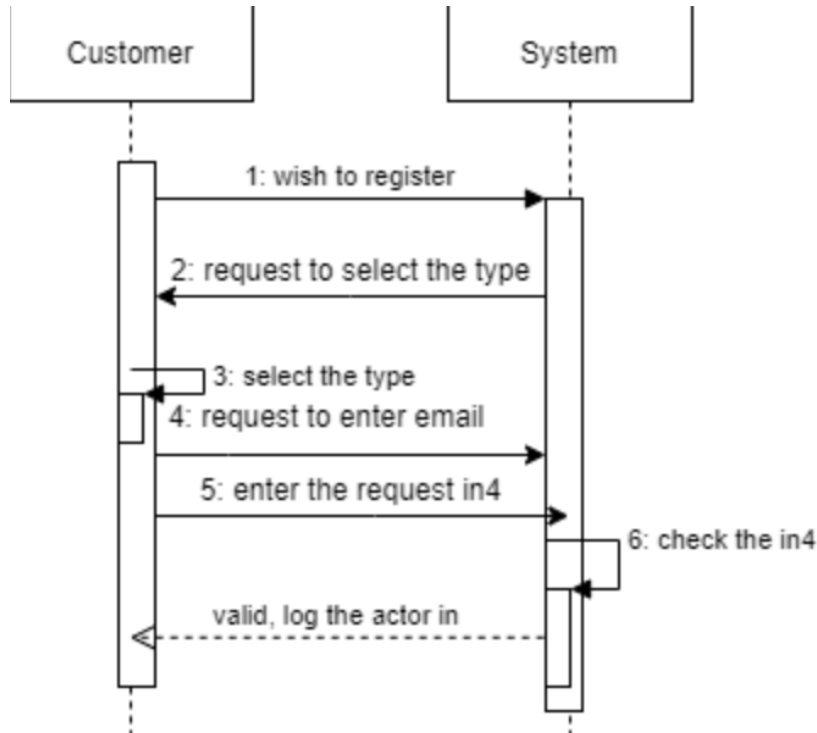 Customer
System
1: wish to register
2: request to select the type
3: select the type
4: request to enter email
5: enter the request in4
6: check the in4
valid, log the actor in